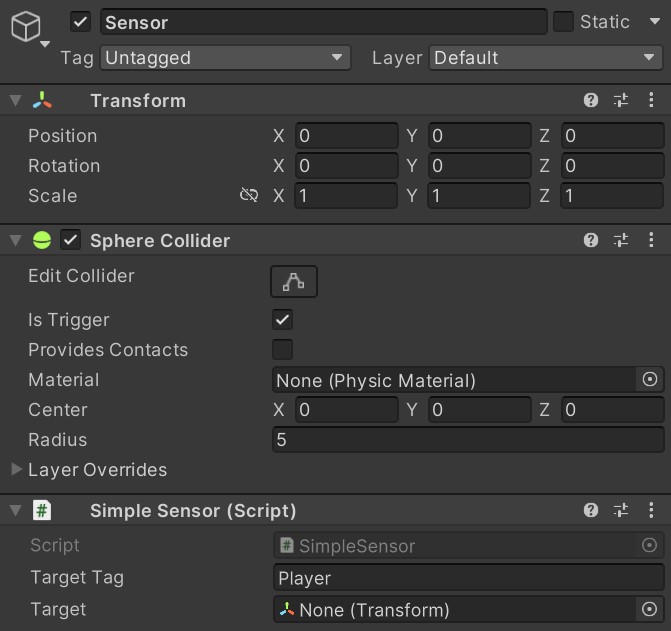 Sensor Static
Tag Untagged Layer Default
Transform
Position X 0 Y 0 Z 0
Rotation X 0 Y 0 Z 0
Scale X 1 Y 1 Z 1
Sphere Collider
Edit Collider
Is Trigger
Provides Contacts
Material None (Physic Material)
Center X 0 Y 0 Z 0
Radius 5
Layer Overrides
# Simple Sensor (Script)
Script # SimpleSensor
Target Tag Player
Target None (Transform)